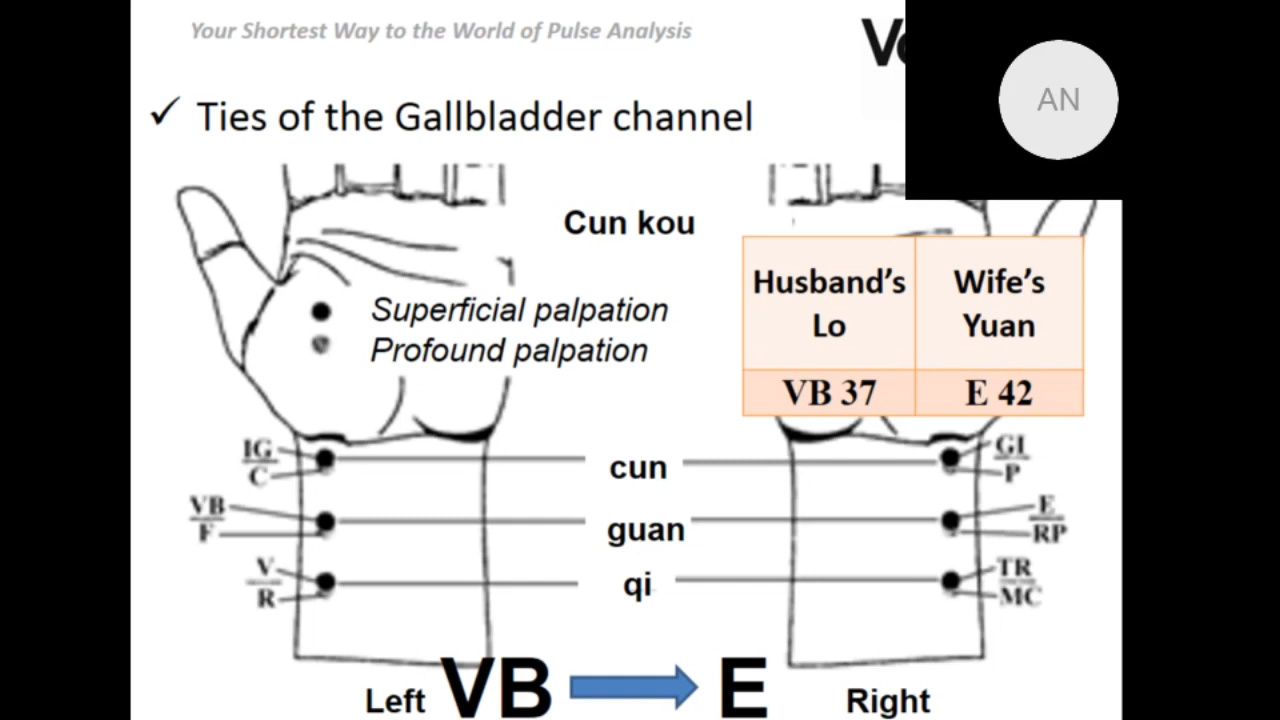 Your Shortest Way to the World of Pulse Analysis
AN
✓ Ties of the Gallbladder channel
Cun kou
Superficial palpation
Profound palpation
Husband's
Lo
Wife's
Yuan
VB 37
E 42
IG
C
cun
GI
P
VB
F
guan
E
RP
V
R
qi
TR
MC
Left
VB
E
Right